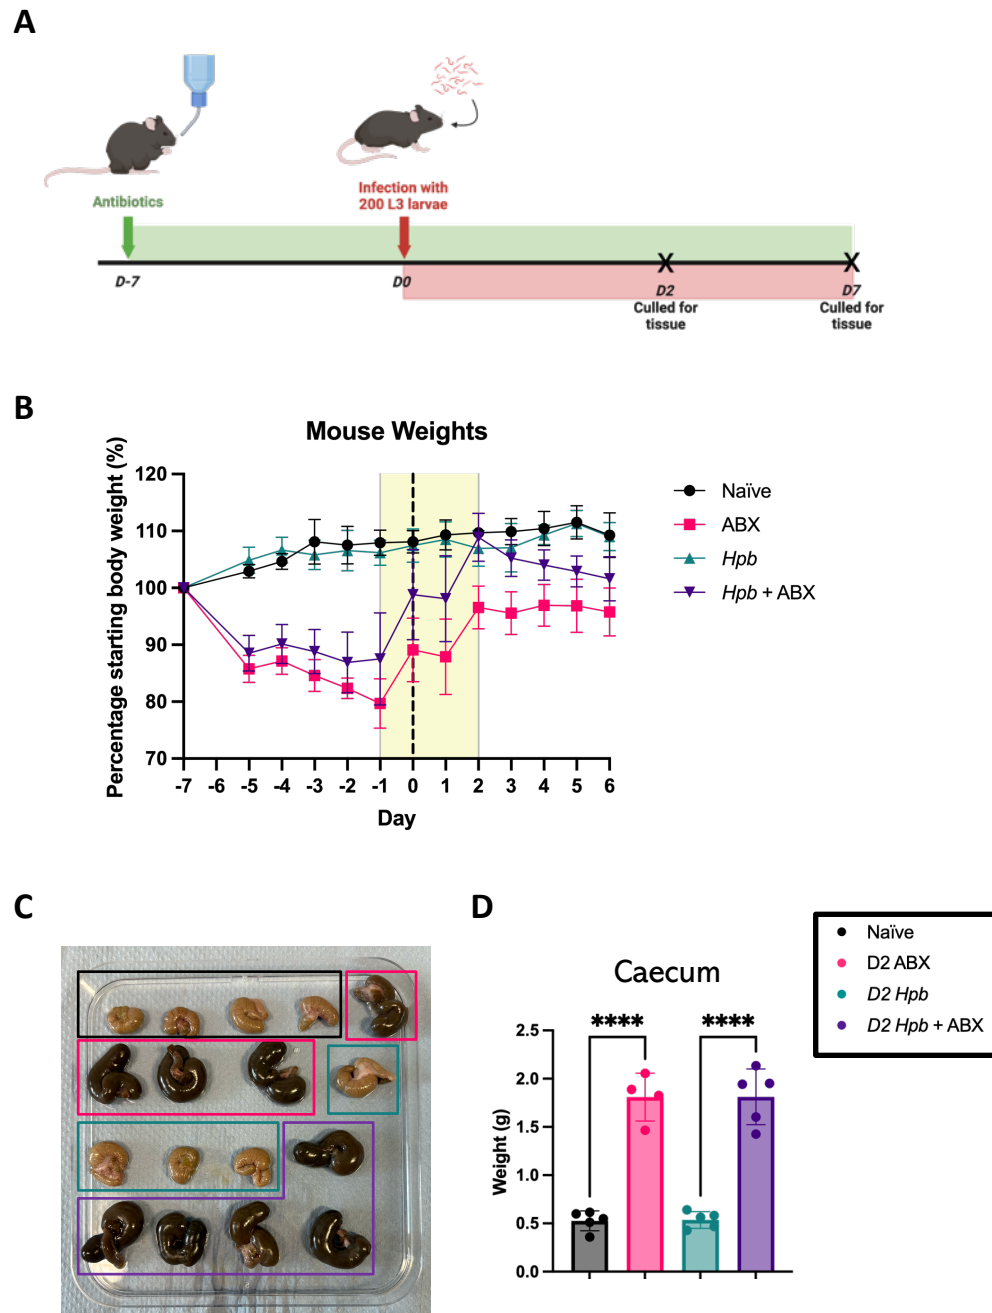 A
Antibiotics
Infection with
200 L3 larvae
D-7
D0
D2
Culled for
tissue
D7
Culled for
tissue
B
Mouse Weights
Percentage starting body weight (%)
120
110
100
90
80
70
-7 -6 -5 -4 -3 -2 -1 0 1 2 3 4 5 6
Day
Naïve
ABX
Hpb
Hpb + ABX
C
D
Naïve
D2 ABX
D2 Hpb
D2 Hpb + ABX
Caecum
**** ****
Weight (g)
2.5
2.0
1.5
1.0
0.5
0.0